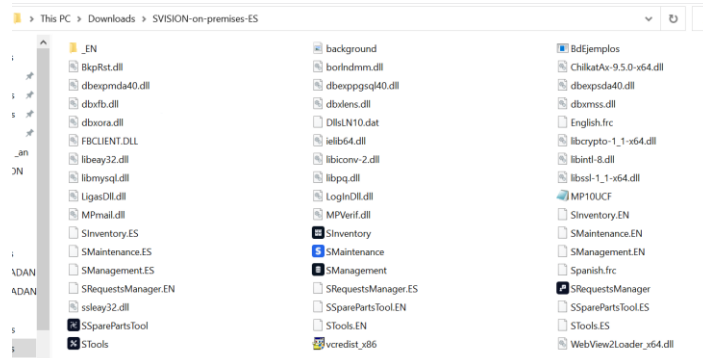 This PC > Downloads > SVISION-on-premises-ES
_EN background BdEjemplos
BkpRst.dll borlndmm.dll ChilkatAx-9.5.0-x64.dll
dbexpmda40.dll dbexppgsql40.dll dbexpsda40.dll
dbxfb.dll dbxlens.dll dbxmss.dll
dbxora.dll DllsLN10.dat English.frc
FBCLIENT.DLL ielib64.dll libcrypto-1_1-x64.dll
_an
libeay32.dll libiconv-2.dll libintl-8.dll
ON
libmysql.dll libpq.dll libssl-1_1-x64.dll
LigasDll.dll LogInDll.dll MP10UCF
MPmail.dll MPVerif.dll SInventory.EN
SInventory.ES SInventory SMaintenance.EN
SMaintenance.ES SMaintenance SManagement.EN
ADAN
SManagement.ES SManagement Spanish.frc
ADAN
SRequestsManager.EN SRequestsManager.ES SRequestsManager
ssleay32.dll SSparePartsTool.EN SSparePartsTool.ES
SSparePartsTool STools.EN STools.ES
STools vcredist_x86 WebView2Loader_x64.dll